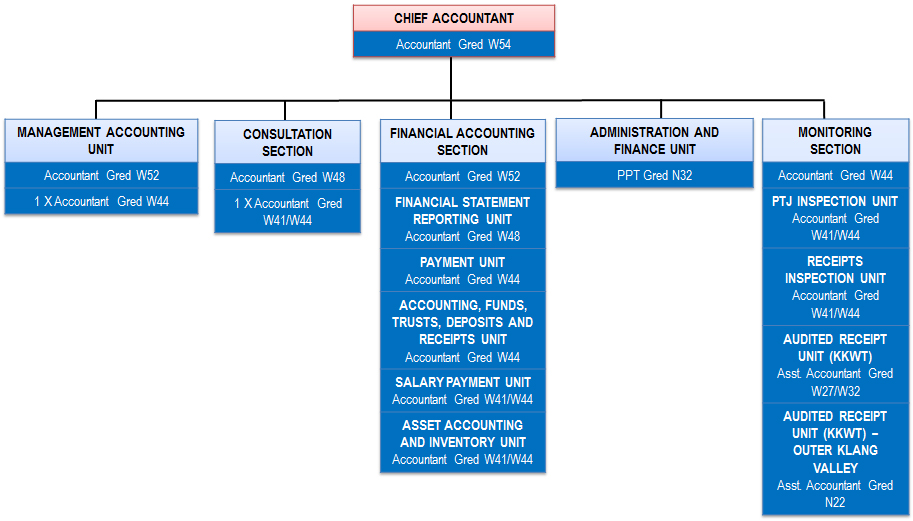 CHIEF ACCOUNTANT
Accountant Gred W54
MANAGEMENT ACCOUNTING
UNIT
Accountant Gred W52
1 X Accountant Gred W44
CONSULTATION
SECTION
Accountant Gred W48
1 X Accountant Gred
W41/W44
FINANCIAL ACCOUNTING
SECTION
Accountant Gred W52
FINANCIAL STATEMENT
REPORTING UNIT
Accountant Gred W48
PAYMENT UNIT
Accountant Gred W44
ACCOUNTING, FUNDS,
TRUSTS, DEPOSITS AND
RECEIPTS UNIT
Accountant Gred W44
SALARY PAYMENT UNIT
Accountant Gred W41/W44
ASSET ACCOUNTING
AND INVENTORY UNIT
Accountant Gred W41/W44
ADMINISTRATION AND
FINANCE UNIT
PPT Gred N32
MONITORING
SECTION
Accountant Gred W44
PTJ INSPECTION UNIT
Accountant Gred
W41/W44
RECEIPTS
INSPECTION UNIT
Accountant Gred
W41/W44
AUDITED RECEIPT
UNIT (KKWT)
Asst. Accountant Gred
W27/W32
AUDITED RECEIPT
UNIT (KKWT) –
OUTER KLANG
VALLEY
Asst. Accountant Gred
N22